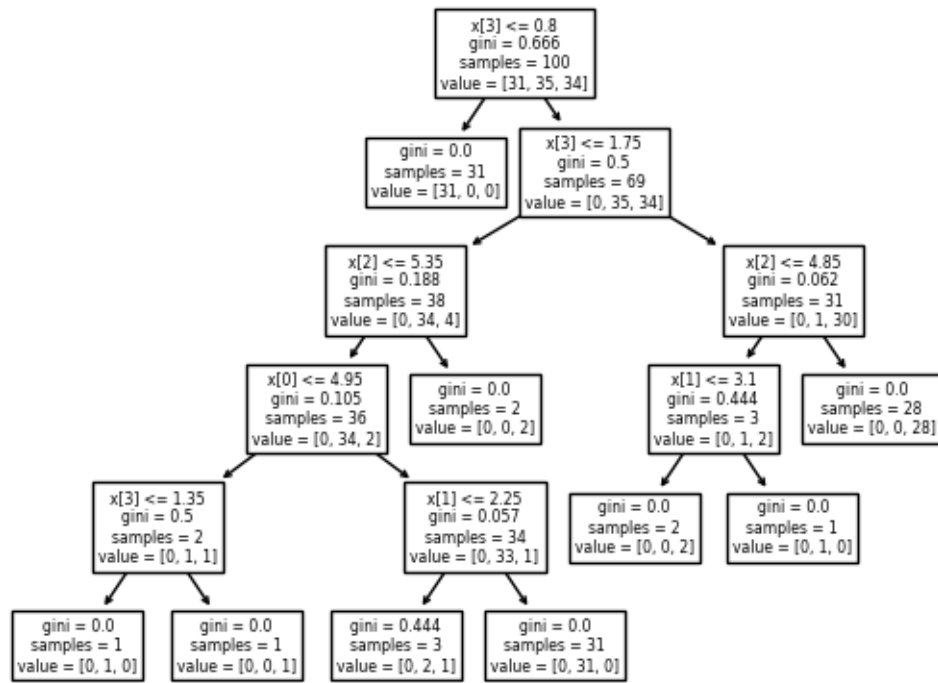 x[3] <= 0.8
gini = 0.666
samples = 100
value = [31, 35, 34]
gini = 0.0
samples = 31
value = [31, 0, 0]
x[3] <= 1.75
gini = 0.5
samples = 69
value = [0, 35, 34]
x[2] <= 5.35
gini = 0.188
samples = 38
value = [0, 34, 4]
x[2] <= 4.85
gini = 0.062
samples = 31
value = [0, 1, 30]
x[0] <= 4.95
gini = 0.105
samples = 36
value = [0, 34, 2]
gini = 0.0
samples = 2
value = [0, 0, 2]
x[1] <= 3.1
gini = 0.444
samples = 3
value = [0, 1, 2]
gini = 0.0
samples = 28
value = [0, 0, 28]
x[3] <= 1.35
gini = 0.5
samples = 2
value = [0, 1, 1]
x[1] <= 2.25
gini = 0.057
samples = 34
value = [0, 33, 1]
gini = 0.0
samples = 2
value = [0, 0, 2]
gini = 0.0
samples = 1
value = [0, 1, 0]
gini = 0.0
samples = 1
value = [0, 1, 0]
gini = 0.0
samples = 1
value = [0, 0, 1]
gini = 0.444
samples = 3
value = [0, 2, 1]
gini = 0.0
samples = 31
value = [0, 31, 0]